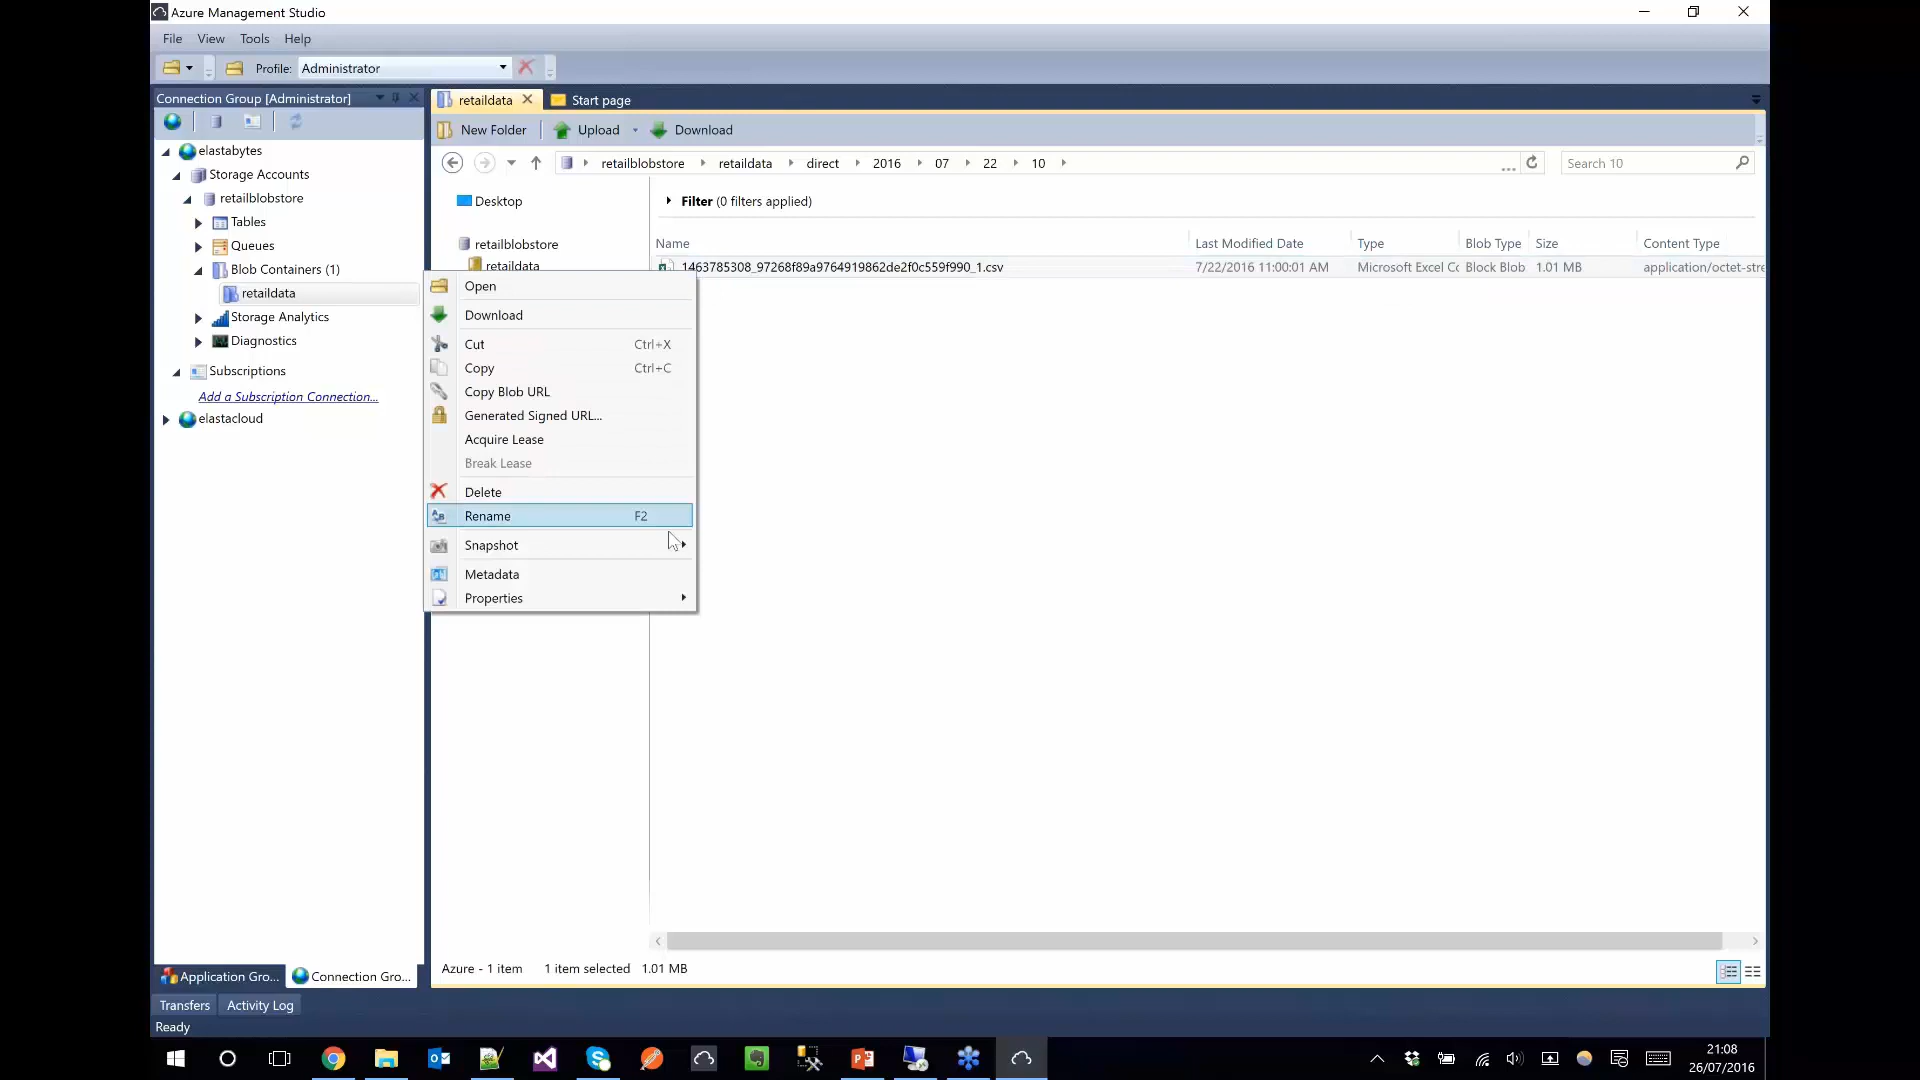 Azure Management Studio
File View Tools Help
Profile: Administrator
Connection Group [Administrator]
retaildata
Start page
New Folder
Upload
Download
elastabytes
Storage Accounts
retailblobstore
Tables
Queues
Blob Containers (1)
retaildata
Storage Analytics
Diagnostics
Subscriptions
Add a Subscription Connection...
elastacloud
retailblobstore retaildata direct 2016 07 22 10
...
Search 10
Desktop
retailblobstore
retaildata
Filter (0 filters applied)
Name Last Modified Date Type Blob Type Size Content Type
1463785308_97268f89a9764919862de2f0c559f990_1.csv 7/22/2016 11:00:01 AM Microsoft Excel Co Block Blob 1.01 MB application/octet-stre
Open
Download
Cut Ctrl+X
Copy Ctrl+C
Copy Blob URL
Generated Signed URL...
Acquire Lease
Break Lease
Delete
Rename F2
Snapshot
Metadata
Properties
Azure - 1 item 1 item selected 1.01 MB
Application Gro... Connection Gro...
Transfers Activity Log
Ready
21:08
26/07/2016